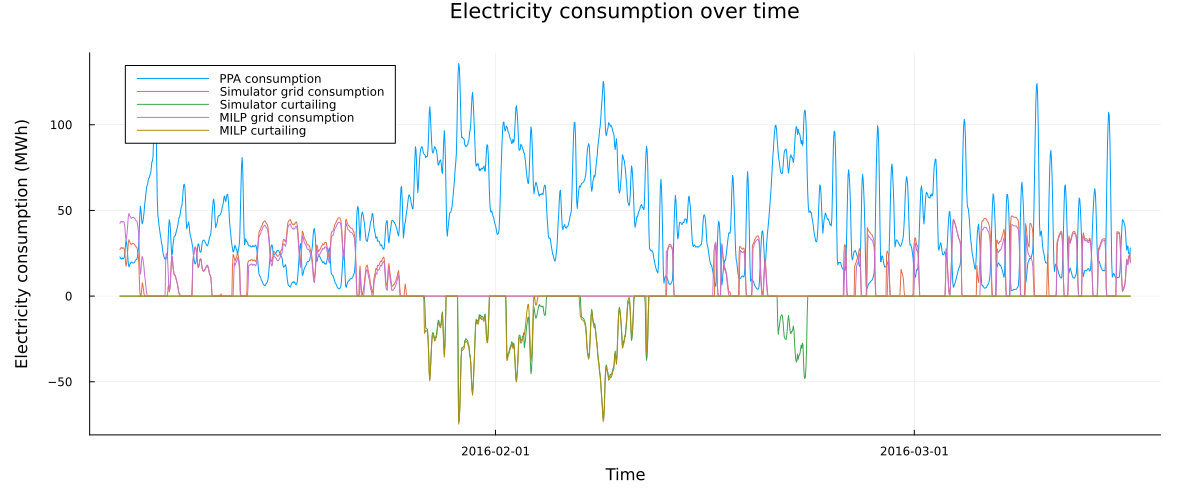 Electricity consumption over time
PPA consumption
Simulator grid consumption
Simulator curtailing
MILP grid consumption
MILP curtailing
Electricity consumption (MWh)
100
50
0
−50
2016-02-01
2016-03-01
Time